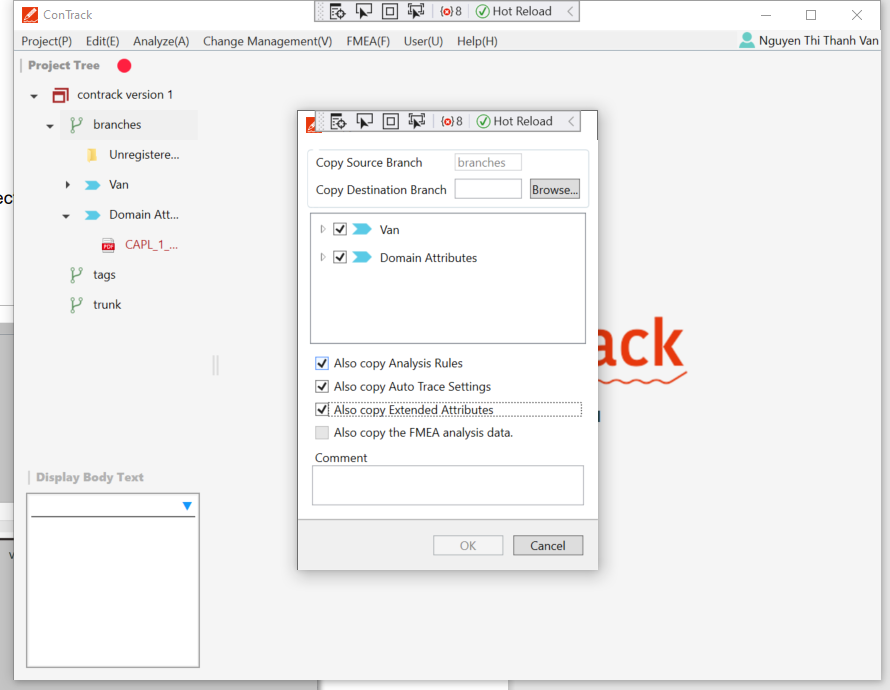 ConTrack
8 Hot Reload
Project(P) Edit(E) Analyze(A) Change Management(V) FMEA(F) User(U) Help(H) Nguyen Thi Thanh Van
Project Tree
contrack version 1
branches
Unregistere...
Van
Domain Att...
PDF CAPL_1_...
tags
trunk
Display Body Text
8 Hot Reload
Copy Source Branch branches
Copy Destination Branch Browse...
Van
Domain Attributes
Also copy Analysis Rules
Also copy Auto Trace Settings
Also copy Extended Attributes
Also copy the FMEA analysis data.
Comment
OK Cancel
ack
ec
v